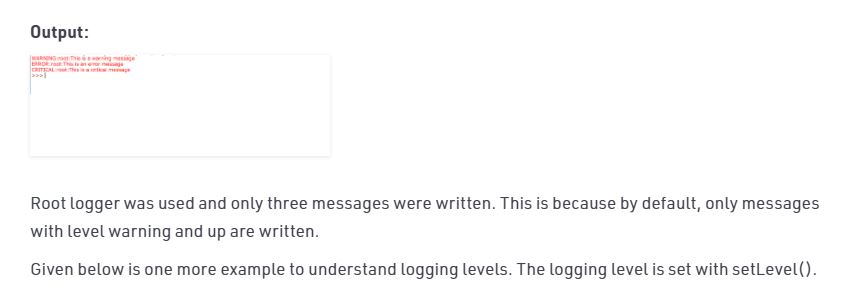 Output:
WARNING:root:This is a warning message
ERROR:root:This is an error message
CRITICAL:root:This is a critical message
>>>
Root logger was used and only three messages were written. This is because by default, only messages
with level warning and up are written.
Given below is one more example to understand logging levels. The logging level is set with setLevel().